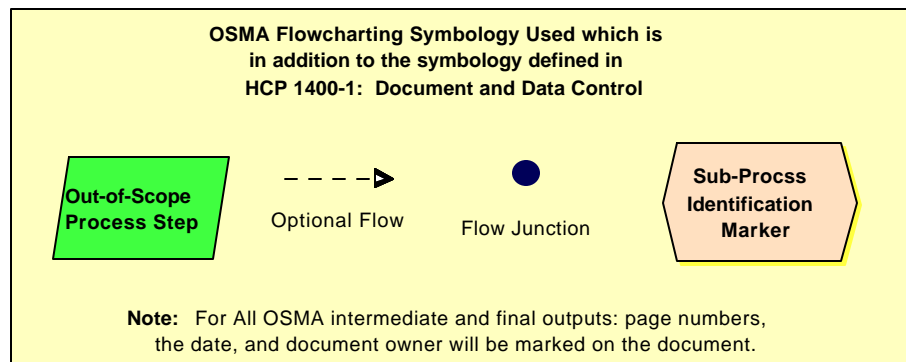 OSMA Flowcharting Symbology Used which is
in addition to the symbology defined in
HCP 1400-1: Document and Data Control
Out-of-Scope
Process Step
Optional Flow
Flow Junction
Sub-Procss
Identification
Marker
Note: For All OSMA intermediate and final outputs: page numbers,
the date, and document owner will be marked on the document.